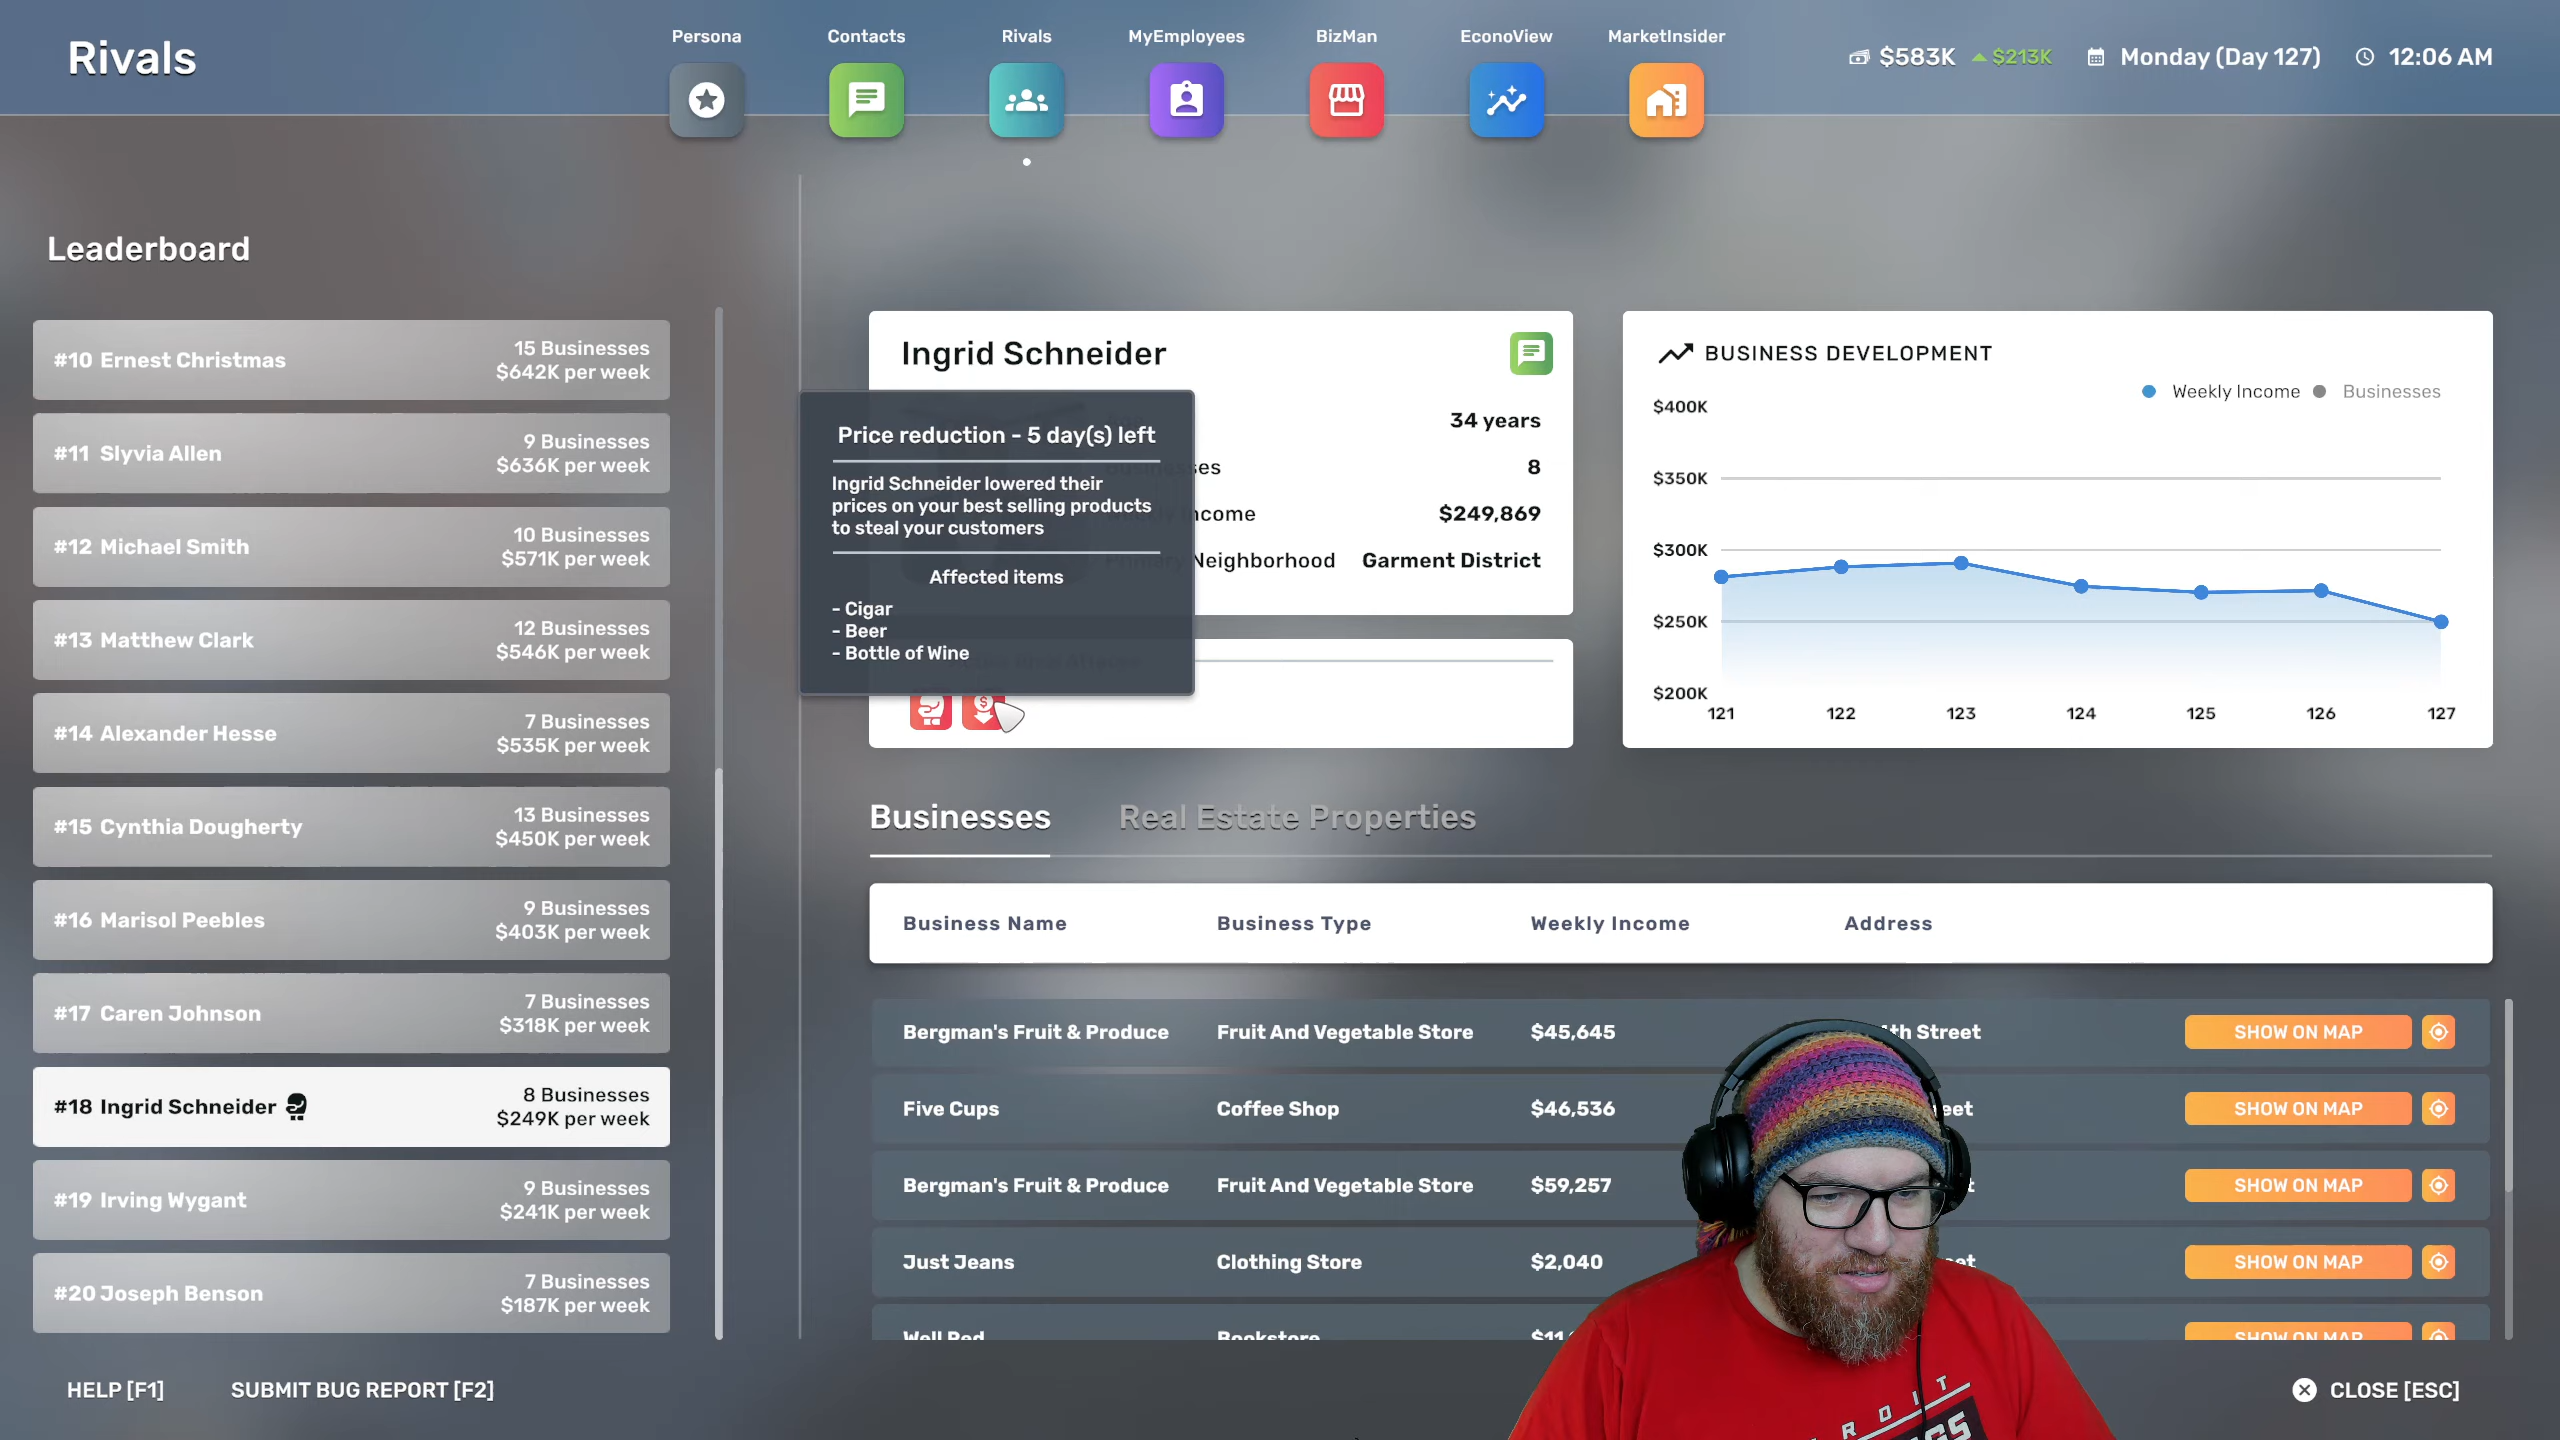 Rivals
Persona
Contacts
Rivals
MyEmployees
BizMan
EconoView
MarketInsider
$583K
$213K
Monday (Day 127)
12:06 AM
Leaderboard
#10 Ernest Christmas
15 Businesses
$642K per week
#11 Slyvia Allen
9 Businesses
$636K per week
#12 Michael Smith
10 Businesses
$571K per week
#13 Matthew Clark
12 Businesses
$546K per week
#14 Alexander Hesse
7 Businesses
$535K per week
#15 Cynthia Dougherty
13 Businesses
$450K per week
#16 Marisol Peebles
9 Businesses
$403K per week
#17 Caren Johnson
7 Businesses
$318K per week
#18 Ingrid Schneider
8 Businesses
$249K per week
#19 Irving Wygant
9 Businesses
$241K per week
#20 Joseph Benson
7 Businesses
$187K per week
Ingrid Schneider
34 years
8
$249,869
Neighborhood Garment District
Price reduction - 5 day(s) left
Ingrid Schneider lowered their
prices on your best selling products
to steal your customers
Affected items
- Cigar
- Beer
- Bottle of Wine
BUSINESS DEVELOPMENT
Weekly Income
Businesses
$400K
$350K
$300K
$250K
$200K
121 122 123 124 125 126 127
Businesses
Real Estate Properties
Business Name Business Type Weekly Income Address
Bergman's Fruit & Produce Fruit And Vegetable Store $45,645 Street SHOW ON MAP
Five Cups Coffee Shop $46,536 SHOW ON MAP
Bergman's Fruit & Produce Fruit And Vegetable Store $59,257 SHOW ON MAP
Just Jeans Clothing Store $2,040 SHOW ON MAP
Well Red Bookstore SHOW ON MAP
HELP [F1]
SUBMIT BUG REPORT [F2]
CLOSE [ESC]